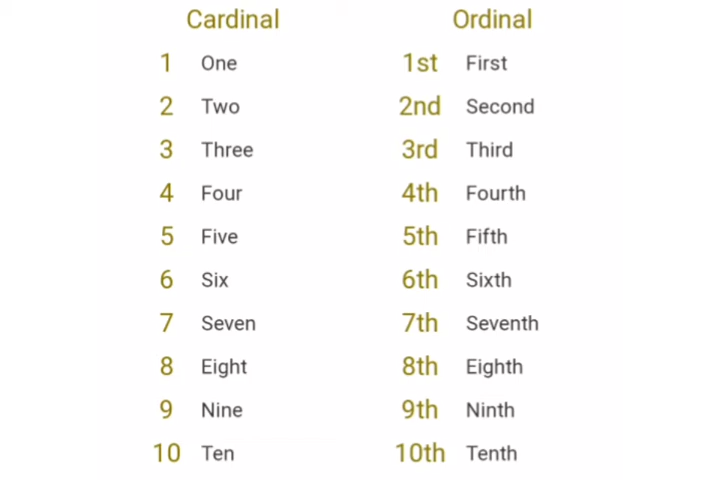 Cardinal Ordinal
1 One 1st First
2 Two 2nd Second
3 Three 3rd Third
4 Four 4th Fourth
5 Five 5th Fifth
6 Six 6th Sixth
7 Seven 7th Seventh
8 Eight 8th Eighth
9 Nine 9th Ninth
10 Ten 10th Tenth